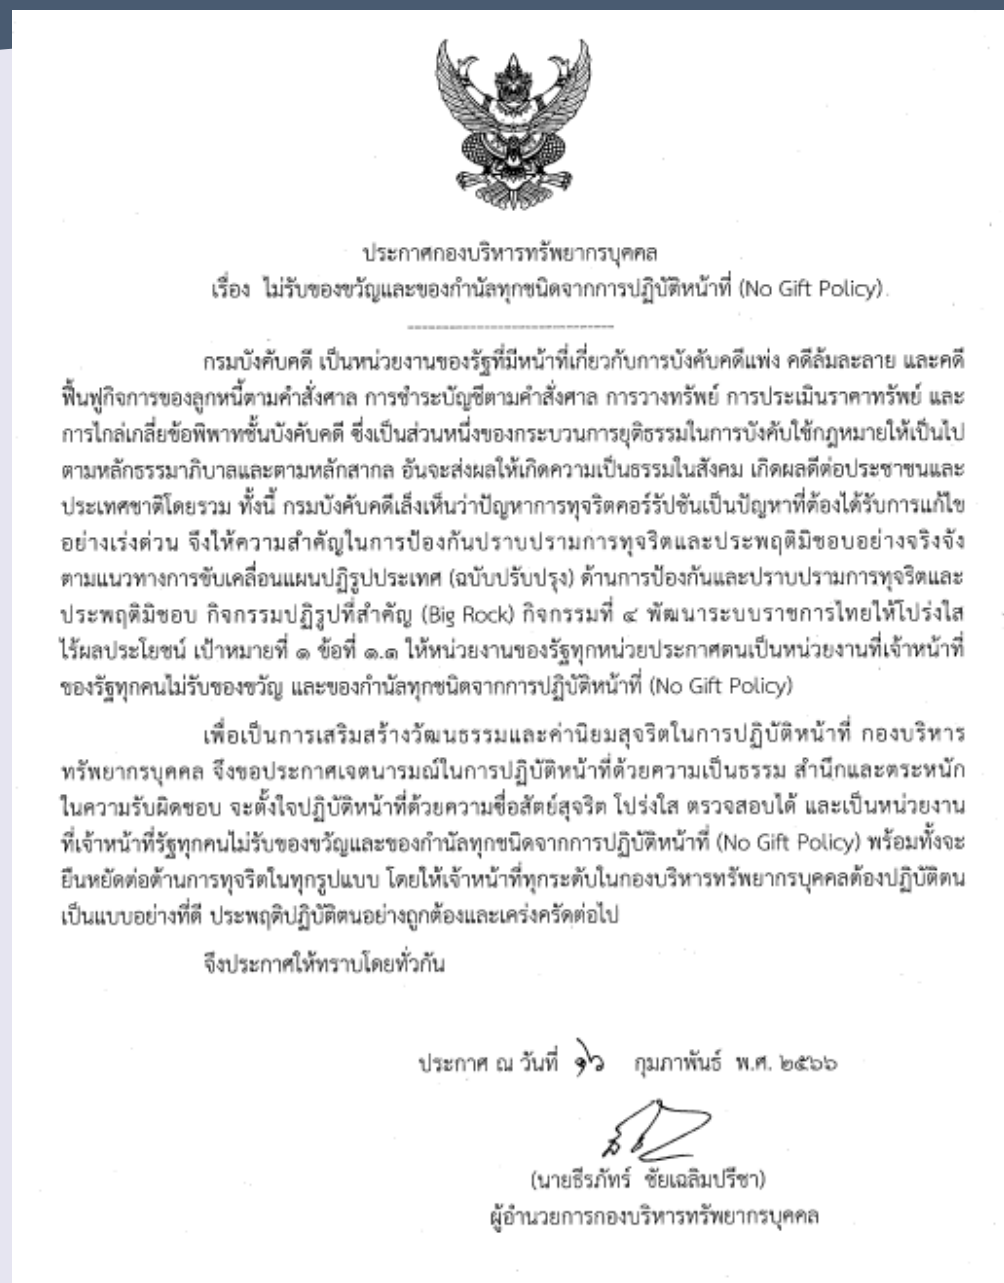 ประกาศกองบริหารทรัพยากรบุคคล
เรื่อง ไม่รับของขวัญและของกำนัลทุกชนิดจากการปฏิบัติหน้าที่ (No Gift Policy)
กรมบังคับคดี เป็นหน่วยงานของรัฐที่มีหน้าที่เกี่ยวกับการบังคับคดีแพ่ง คดีล้มละลาย และคดี
ฟื้นฟูกิจการของลูกหนี้ตามคำสั่งศาล การชำระบัญชีตามคำสั่งศาล การวางทรัพย์ การประเมินราคาทรัพย์ และ
การไกล่เกลี่ยข้อพิพาทชั้นบังคับคดี ซึ่งเป็นส่วนหนึ่งของกระบวนการยุติธรรมในการบังคับใช้กฎหมายให้เป็นไป
ตามหลักธรรมาภิบาลและตามหลักสากล อันจะส่งผลให้เกิดความเป็นธรรมในสังคม เกิดผลดีต่อประชาชนและ
ประเทศชาติโดยรวม ทั้งนี้ กรมบังคับคดีเล็งเห็นว่าปัญหาการทุจริตคอร์รัปชันเป็นปัญหาที่ต้องได้รับการแก้ไข
อย่างเร่งด่วน จึงให้ความสำคัญในการป้องกันปราบปรามการทุจริตและประพฤติมิชอบอย่างจริงจัง
ตามแนวทางการขับเคลื่อนแผนปฏิรูปประเทศ (ฉบับปรับปรุง) ด้านการป้องกันและปราบปรามการทุจริตและ
ประพฤติมิชอบ กิจกรรมปฏิรูปที่สำคัญ (Big Rock) กิจกรรมที่ ๔ พัฒนาระบบราชการไทยให้โปร่งใส
ไร้ผลประโยชน์ เป้าหมายที่ ๑ ข้อที่ ๑.๑ ให้หน่วยงานของรัฐทุกหน่วยประกาศตนเป็นหน่วยงานที่เจ้าหน้าที่
ของรัฐทุกคนไม่รับของขวัญ และของกำนัลทุกชนิดจากการปฏิบัติหน้าที่ (No Gift Policy)
เพื่อเป็นการเสริมสร้างวัฒนธรรมและค่านิยมสุจริตในการปฏิบัติหน้าที่ กองบริหาร
ทรัพยากรบุคคล จึงขอประกาศเจตนารมณ์ในการปฏิบัติหน้าที่ด้วยความเป็นธรรม สำนึกและตระหนัก
ในความรับผิดชอบ จะตั้งใจปฏิบัติหน้าที่ด้วยความซื่อสัตย์สุจริต โปร่งใส ตรวจสอบได้ และเป็นหน่วยงาน
ที่เจ้าหน้าที่รัฐทุกคนไม่รับของขวัญและของกำนัลทุกชนิดจากการปฏิบัติหน้าที่ (No Gift Policy) พร้อมทั้งจะ
ยืนหยัดต่อต้านการทุจริตในทุกรูปแบบ โดยให้เจ้าหน้าที่ทุกระดับในกองบริหารทรัพยากรบุคคลต้องปฏิบัติตน
เป็นแบบอย่างที่ดี ประพฤติปฏิบัติตนอย่างถูกต้องและเคร่งครัดต่อไป
จึงประกาศให้ทราบโดยทั่วกัน
ประกาศ ณ วันที่ ๑๖ กุมภาพันธ์ พ.ศ. ๒๕๖๖
(นายธีรภัทร์ ชัยเฉลิมปรีชา)
ผู้อำนวยการกองบริหารทรัพยากรบุคคล